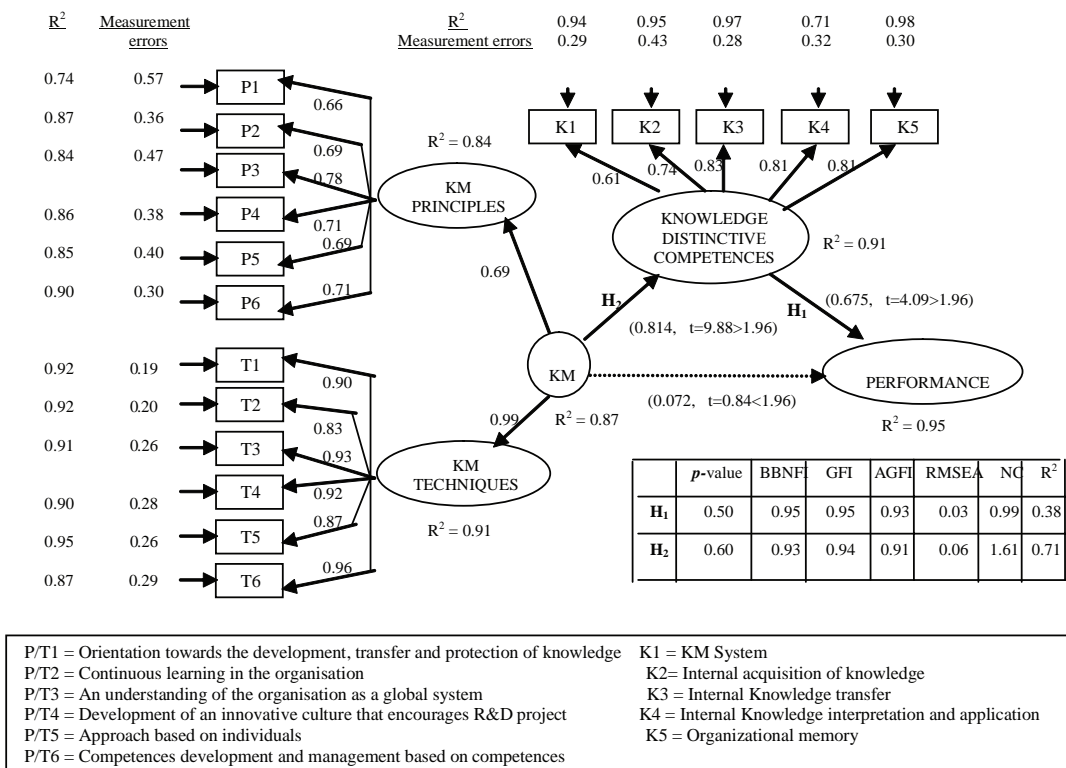 R² Measurement errors
0.74 0.57 P1 0.66
0.87 0.36 P2 0.69
0.84 0.47 P3 0.78
0.86 0.38 P4 0.71
0.85 0.40 P5 0.69
0.90 0.30 P6 0.71
0.92 0.19 T1 0.90
0.92 0.20 T2 0.83
0.91 0.26 T3 0.93
0.90 0.28 T4 0.92
0.95 0.26 T5 0.87
0.87 0.29 T6 0.96
R² 0.94 0.95 0.97 0.71 0.98
Measurement errors 0.29 0.43 0.28 0.32 0.30
K1 K2 K3 K4 K5
0.61 0.74 0.83 0.81 0.81
R² = 0.84
KM
PRINCIPLES
KNOWLEDGE
DISTINCTIVE
COMPETENCES
R² = 0.91
0.69
H₂
(0.814, t=9.88>1.96)
H₁
(0.675, t=4.09>1.96)
KM
R² = 0.87
(0.072, t=0.84<1.96)
PERFORMANCE
R² = 0.95
0.99
KM
TECHNIQUES
R² = 0.91
p-value BBNFI GFI AGFI RMSEA NC R²
H₁ 0.50 0.95 0.95 0.93 0.03 0.99 0.38
H₂ 0.60 0.93 0.94 0.91 0.06 1.61 0.71
P/T1 = Orientation towards the development, transfer and protection of knowledge K1 = KM System
P/T2 = Continuous learning in the organisation K2= Internal acquisition of knowledge
P/T3 = An understanding of the organisation as a global system K3 = Internal Knowledge transfer
P/T4 = Development of an innovative culture that encourages R&D project K4 = Internal Knowledge interpretation and application
P/T5 = Approach based on individuals K5 = Organizational memory
P/T6 = Competences development and management based on competences